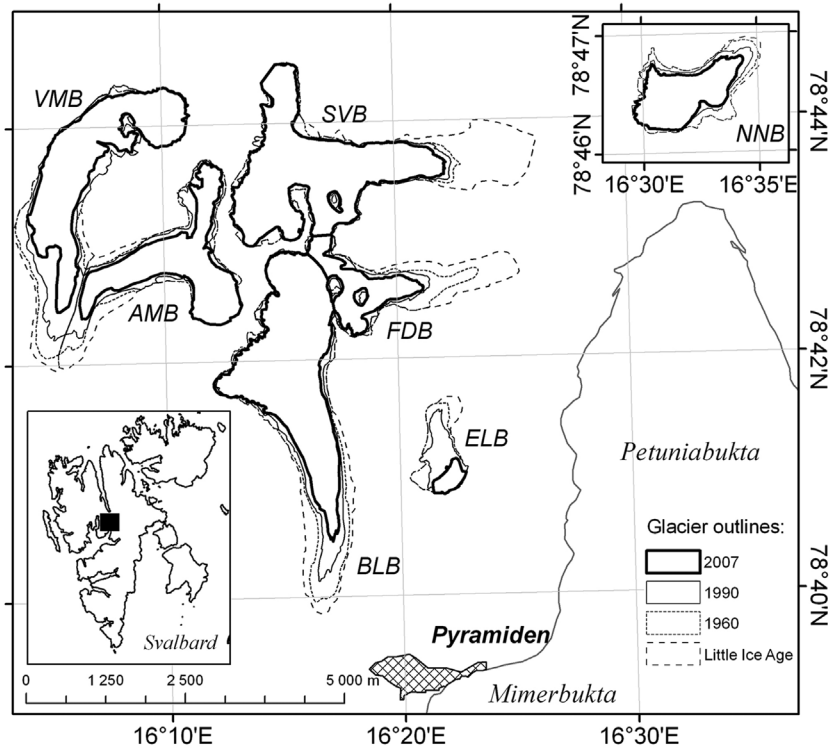 VMB
SVB
AMB
FDB
ELB
BLB
NNB
78°47'N
78°46'N
16°30'E
16°35'E
78°44'N
78°42'N
78°40'N
Petuniabukta
Glacier outlines:
2007
1990
1960
Little Ice Age
Svalbard
Pyramiden
Mimerbukta
0
1 250
2 500
5 000 m
16°10'E
16°20'E
16°30'E